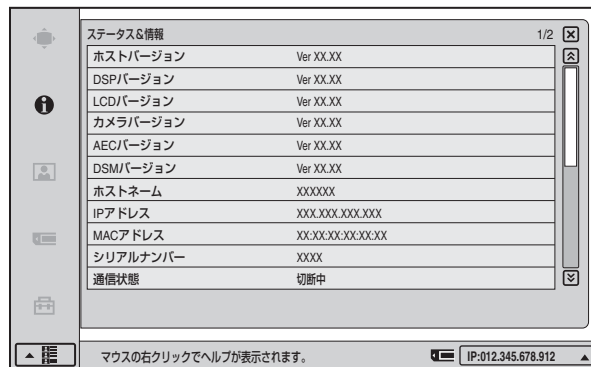 ステータス&情報 1/2
ホストバージョン Ver XX.XX
DSPバージョン Ver XX.XX
LCDバージョン Ver XX.XX
カメラバージョン Ver XX.XX
AECバージョン Ver XX.XX
DSMバージョン Ver XX.XX
ホストネーム XXXXXX
IPアドレス XXX.XXX.XXX.XXX
MACアドレス XX:XX:XX:XX:XX:XX
シリアルナンバー XXXX
通信状態 切断中
マウスの右クリックでヘルプが表示されます。 IP:012.345.678.912